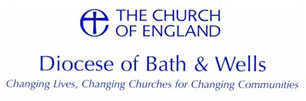 THE CHURCH
OF ENGLAND
Diocese of Bath & Wells
Changing Lives, Changing Churches for Changing Communities